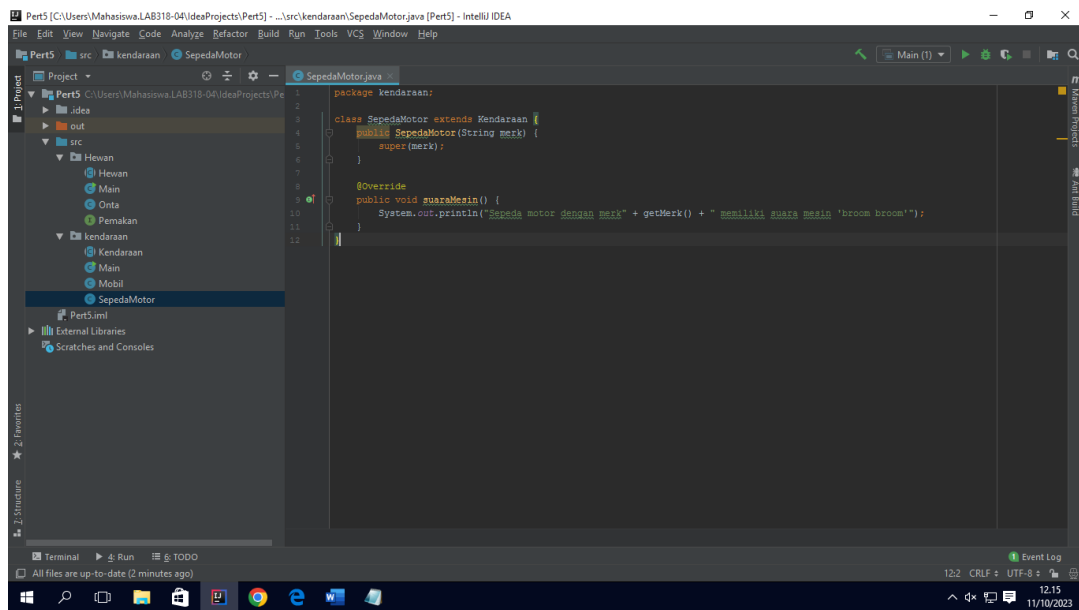 Pert5 [C:\Users\Mahasiswa.LAB318-04\IdeaProjects\Pert5] - ...\src\kendaraan\SepedaMotor.java [Pert5] - IntelliJ IDEA
File Edit View Navigate Code Analyze Refactor Build Run Tools VCS Window Help
Pert5 src kendaraan SepedaMotor Main (1)
Project SepedaMotor.java
1: Project
Pert5 C:\Users\Mahasiswa.LAB318-04\IdeaProjects\Pe
.idea
out
src
Hewan
Hewan
Main
Onta
Pemakan
kendaraan
Kendaraan
Main
Mobil
SepedaMotor
Pert5.iml
External Libraries
Scratches and Consoles
1 package kendaraan;
2
3 class SepedaMotor extends Kendaraan {
4 public SepedaMotor(String merk) {
5 super(merk);
6 }
7
8 @Override
9 public void suaraMesin() {
10 System.out.println("Sepeda motor dengan merk" + getMerk() + " memiliki suara mesin 'broom broom'");
11 }
12 }
Maven Projects
Ant Build
2: Favorites
7: Structure
Terminal 4: Run 6: TODO 1 Event Log
All files are up-to-date (2 minutes ago) 12:2 CRLF UTF-8
12.15
11/10/2023